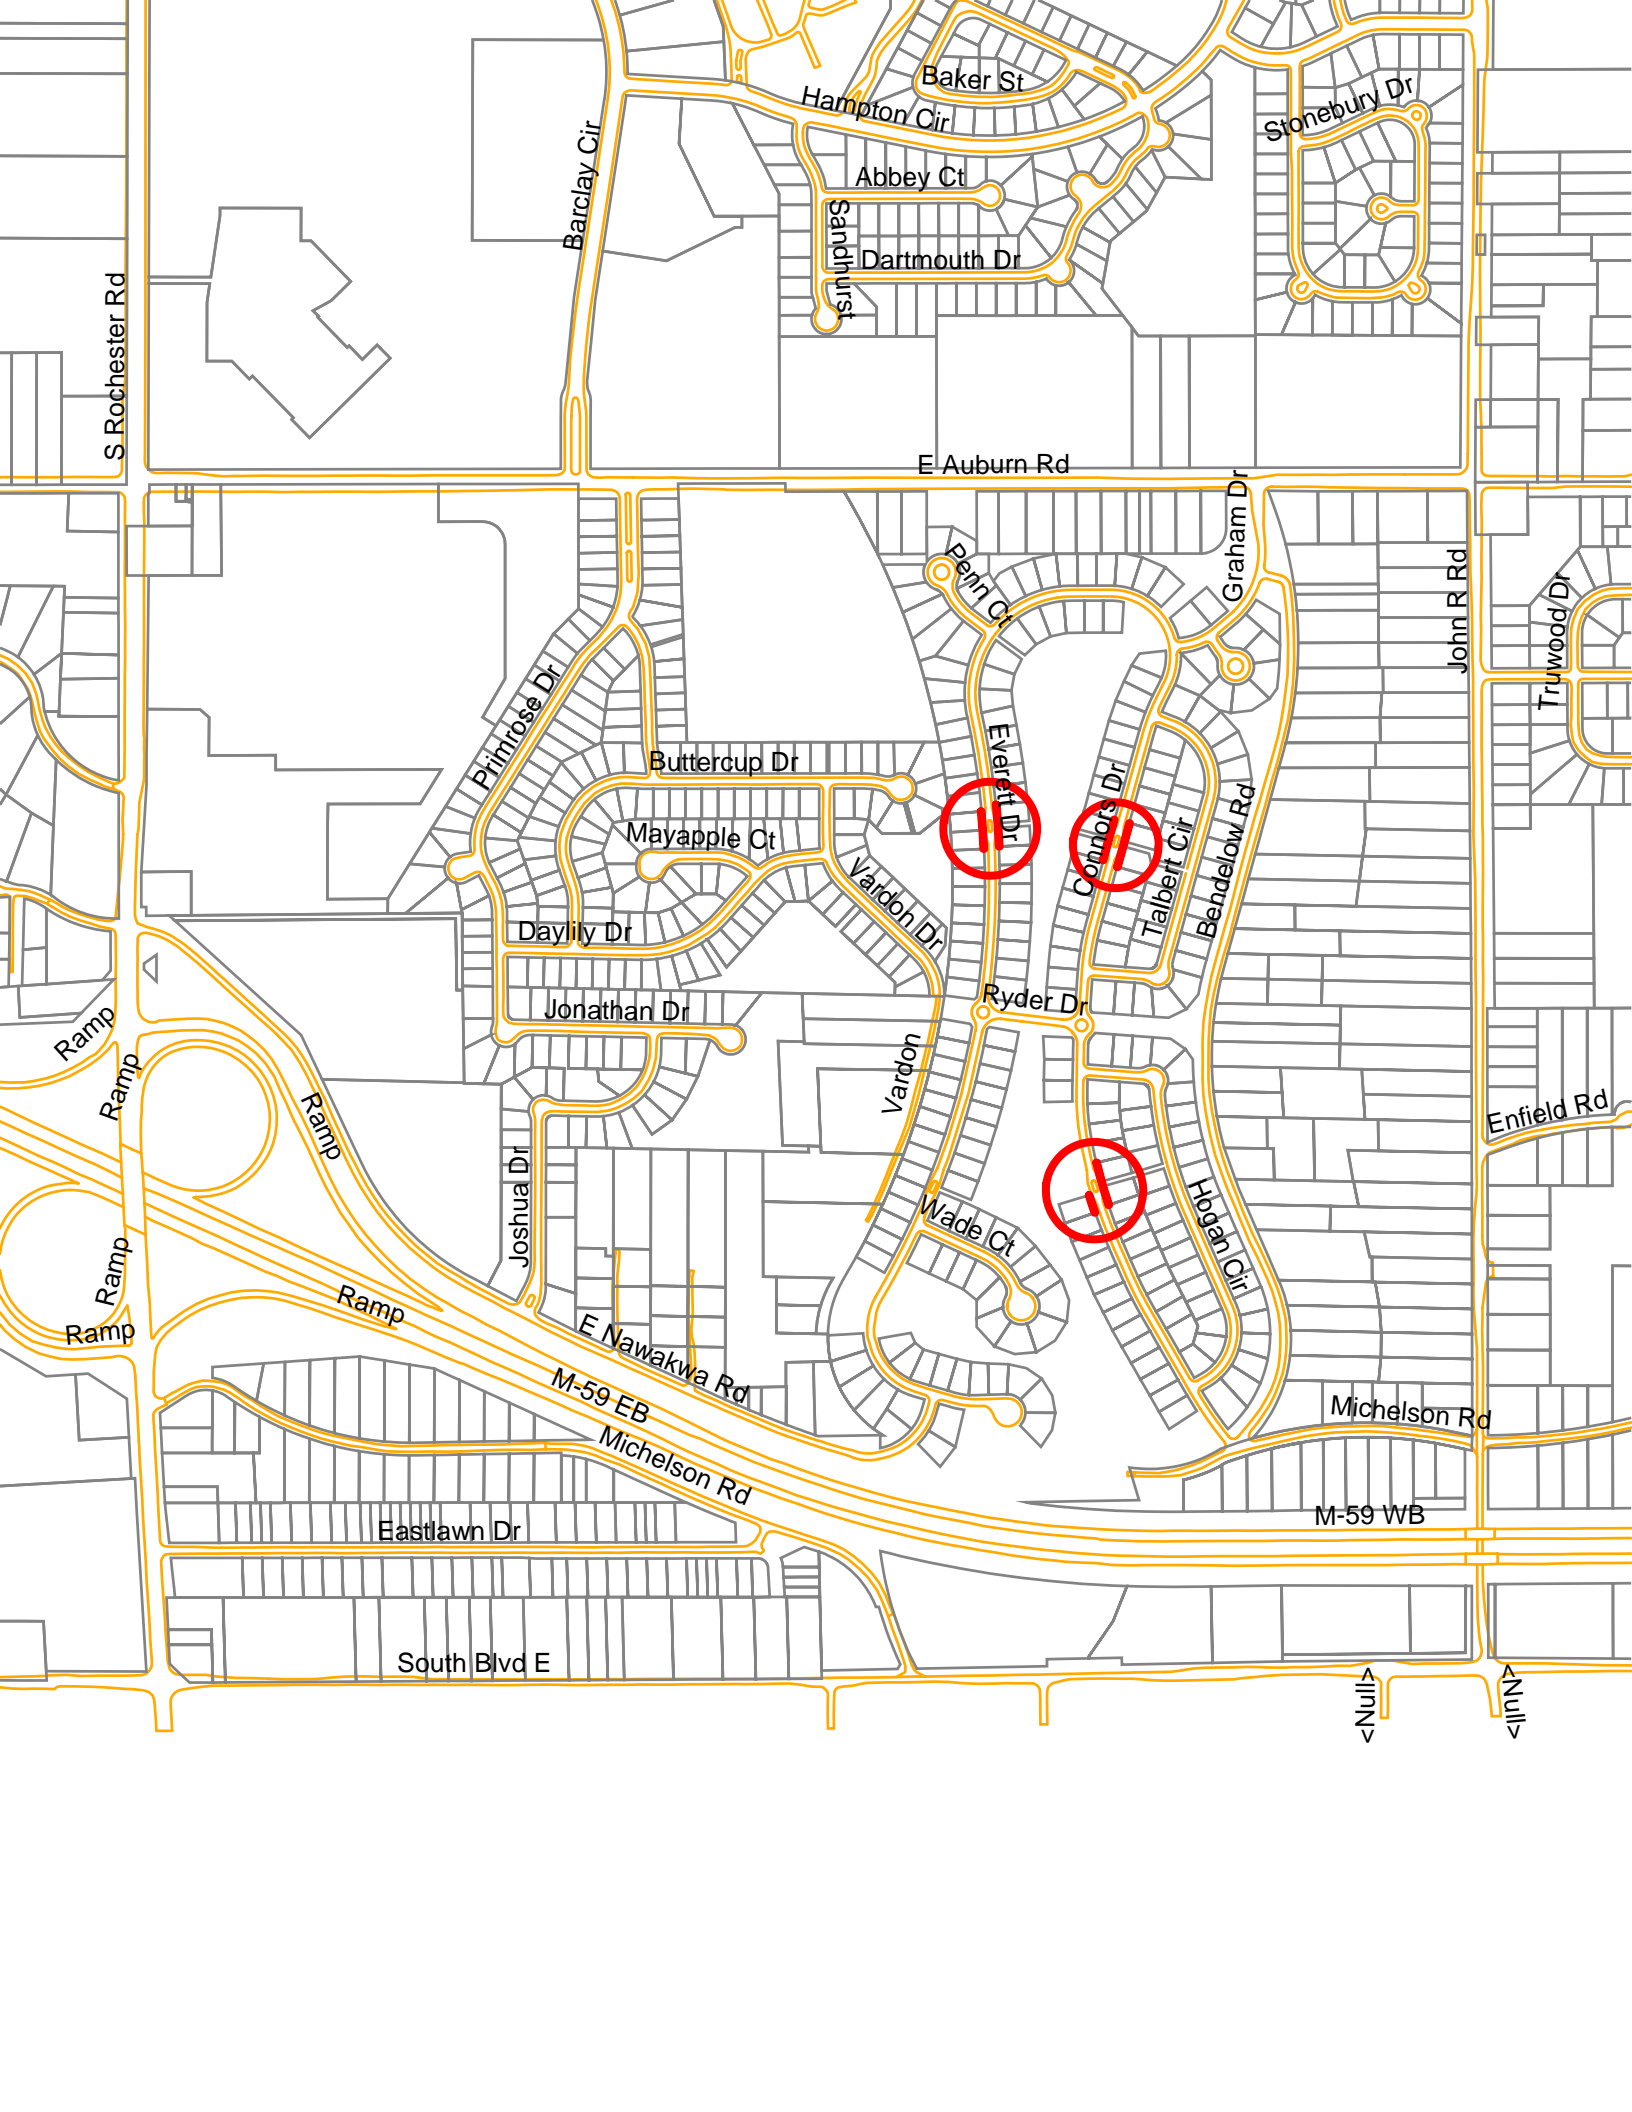 Baker St
Hampton Cir
Stonebury Dr
Barclay Cir
Abbey Ct
Sandhurst
Dartmouth Dr
S Rochester Rd
E Auburn Rd
Graham Dr
Penn Ct
John R Rd
Truwood Dr
Primrose Dr
Everett Dr
Buttercup Dr
Connors Dr
Mayapple Ct
Talbert Cir
Bendelow Rd
Vardon Dr
Daylily Dr
Ryder Dr
Jonathan Dr
Ramp
Ramp
Ramp
Vardon
Enfield Rd
Joshua Dr
Wade Ct
Hogan Cir
Ramp
Ramp
Ramp
E Nawakwa Rd
M-59 EB
Michelson Rd
Michelson Rd
M-59 WB
Eastlawn Dr
South Blvd E
<Null>
<Null>